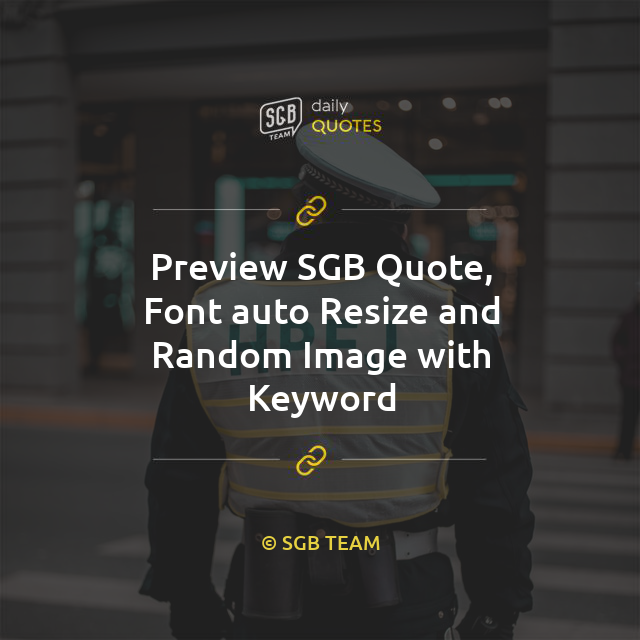 SGB
TEAM
daily
QUOTES
Preview SGB Quote,
Font auto Resize and
Random Image with
Keyword
© SGB TEAM